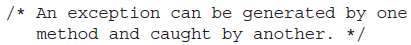 /* An exception can be generated by one
method and caught by another. */